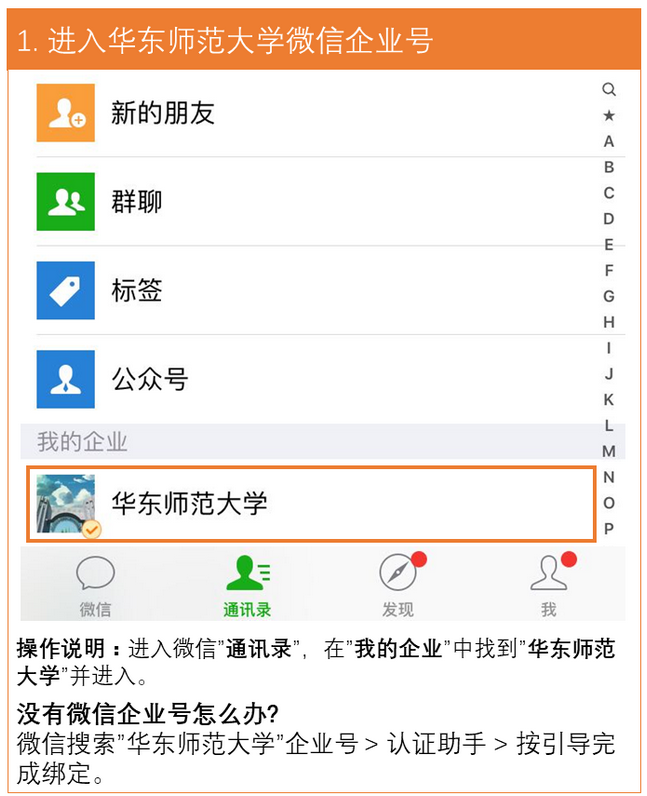 1. 进入华东师范大学微信企业号
新的朋友
群聊
标签
公众号
我的企业
华东师范大学
★
A
B
C
D
E
F
G
H
I
J
K
L
M
N
O
P
微信
通讯录
发现
我
操作说明：进入微信”通讯录”，在”我的企业”中找到”华东师范
大学”并进入。
没有微信企业号怎么办?
微信搜索”华东师范大学”企业号 > 认证助手 > 按引导完
成绑定。